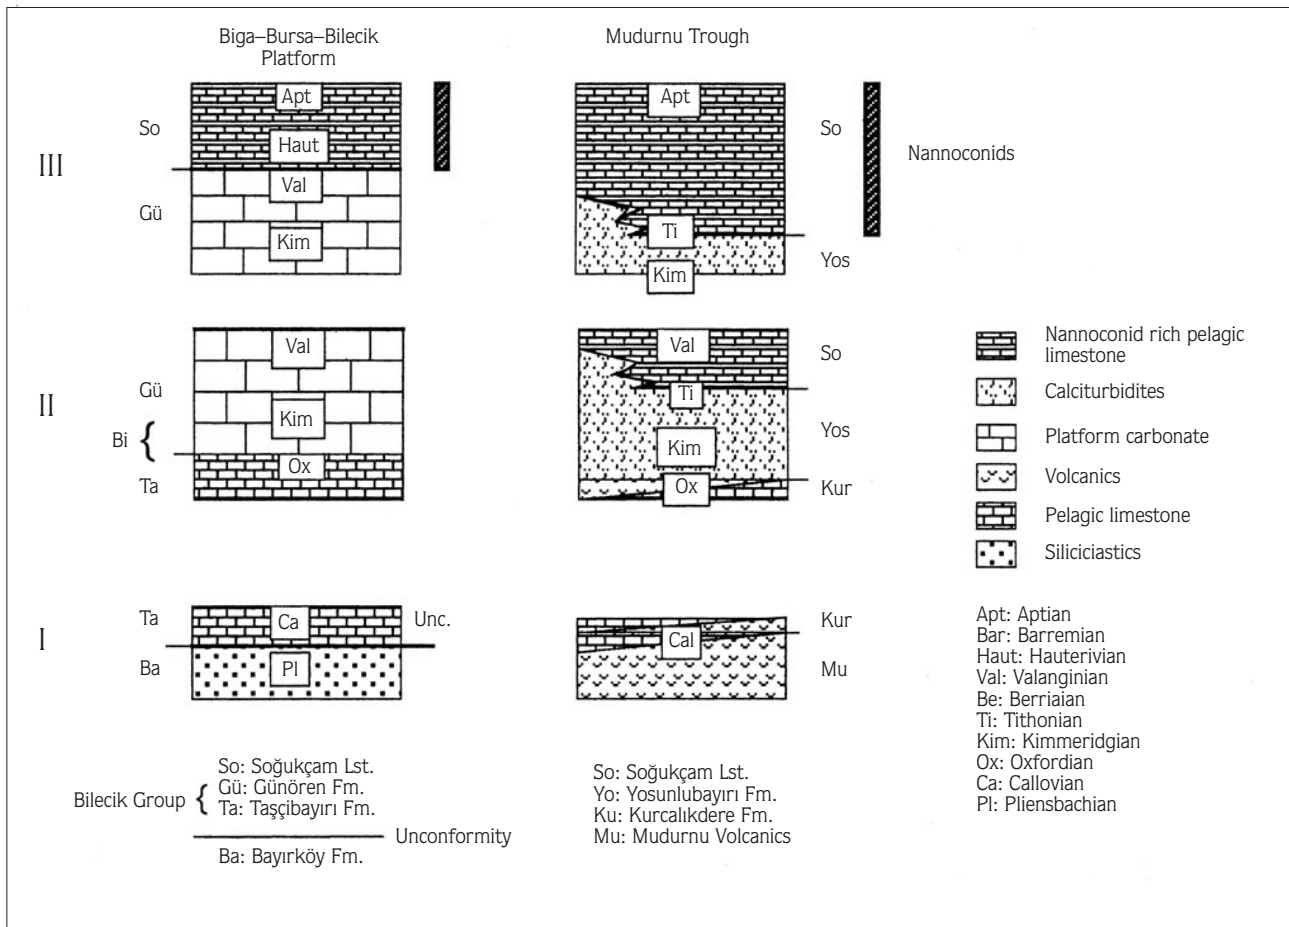 Biga–Bursa–Bilecik
Platform
Mudurnu Trough
III
So
Gü
Apt
Haut
Val
Kim
Apt
Ti
Kim
So
Yos
Nannoconids
II
Gü
Bi {
Ta
Val
Kim
Ox
Val
Ti
Kim
Ox
So
Yos
Kur
Nannoconid rich pelagic
limestone
Calciturbidites
Platform carbonate
Volcanics
Pelagic limestone
Siliciciastics
I
Ta
Ba
Ca
Pl
Unc.
Cal
Kur
Mu
Apt: Aptian
Bar: Barremian
Haut: Hauterivian
Val: Valanginian
Be: Berriaian
Ti: Tithonian
Kim: Kimmeridgian
Ox: Oxfordian
Ca: Callovian
Pl: Pliensbachian
So: Soğukçam Lst.
Bilecik Group { Gü: Günören Fm.
Ta: Taşçibayırı Fm.
Unconformity
Ba: Bayırköy Fm.
So: Soğukçam Lst.
Yo: Yosunlubayırı Fm.
Ku: Kurcalıkdere Fm.
Mu: Mudurnu Volcanics